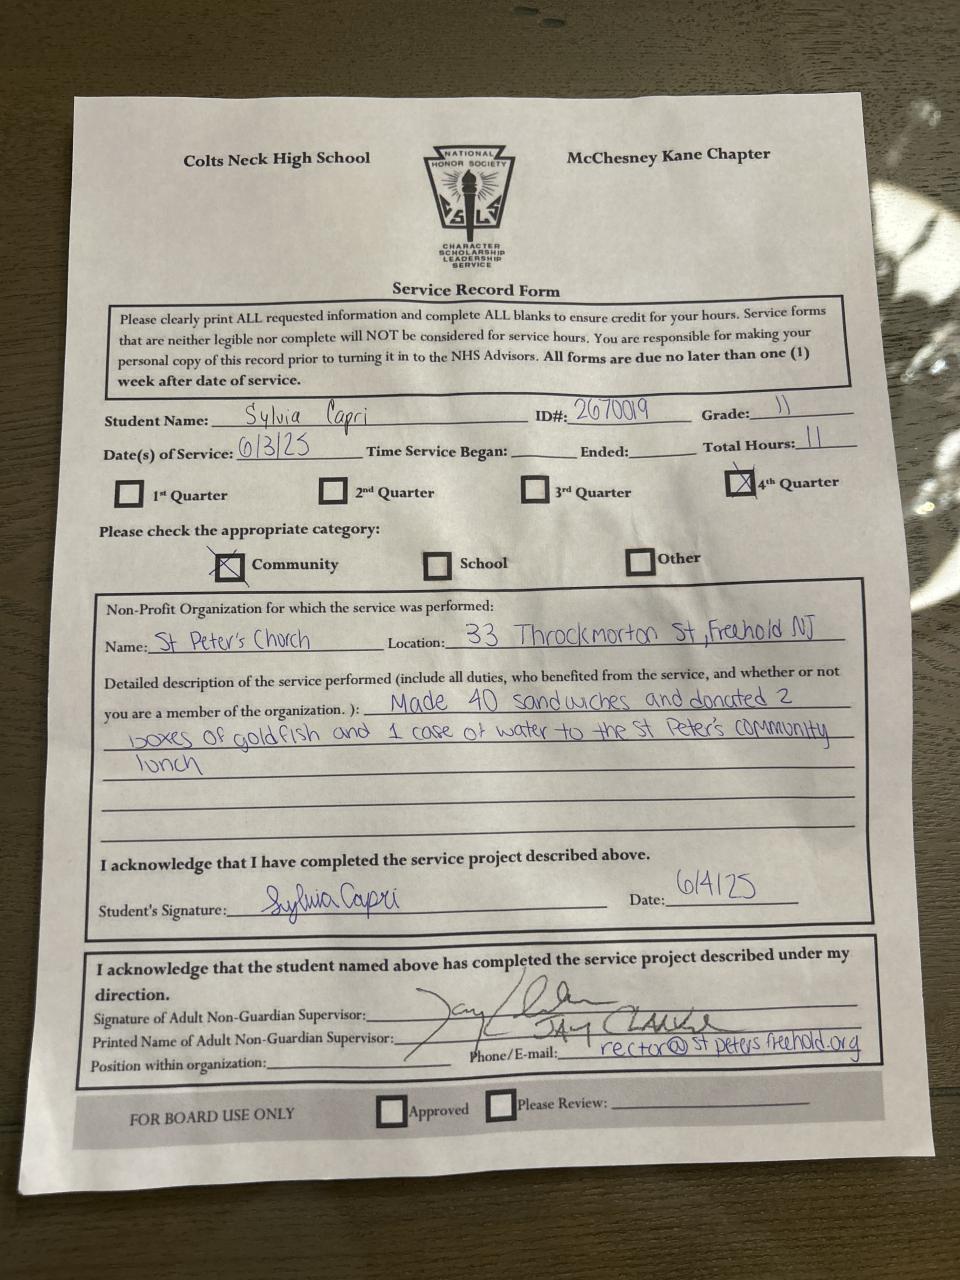 Colts Neck High School
McChesney Kane Chapter
NATIONAL
HONOR SOCIETY
CSLS
CHARACTER
SCHOLARSHIP
LEADERSHIP
SERVICE
Service Record Form
Please clearly print ALL requested information and complete ALL blanks to ensure credit for your hours. Service forms
that are neither legible nor complete will NOT be considered for service hours. You are responsible for making your
personal copy of this record prior to turning it in to the NHS Advisors. All forms are due no later than one (1)
week after date of service.
Student Name: Sylvia Capri ID#: 2670019 Grade: 11
Date(s) of Service: 6/3/25 Time Service Began: Ended: Total Hours: 11
1st Quarter 2nd Quarter 3rd Quarter 4th Quarter
Please check the appropriate category:
Community School Other
Non-Profit Organization for which the service was performed:
Name: St Peter's Church Location: 33 Throckmorton St, Freehold NJ
Detailed description of the service performed (include all duties, who benefited from the service, and whether or not
you are a member of the organization. ): Made 40 sandwiches and donated 2
boxes of goldfish and 1 case of water to the St Peter's community
lunch
I acknowledge that I have completed the service project described above.
Student's Signature: Sylvia Capri Date: 6/4/25
I acknowledge that the student named above has completed the service project described under my
direction.
Signature of Adult Non-Guardian Supervisor: Jay
Printed Name of Adult Non-Guardian Supervisor: JAY
Position within organization: Phone/E-mail: rector@stpetersfreehold.org
FOR BOARD USE ONLY Approved Please Review: